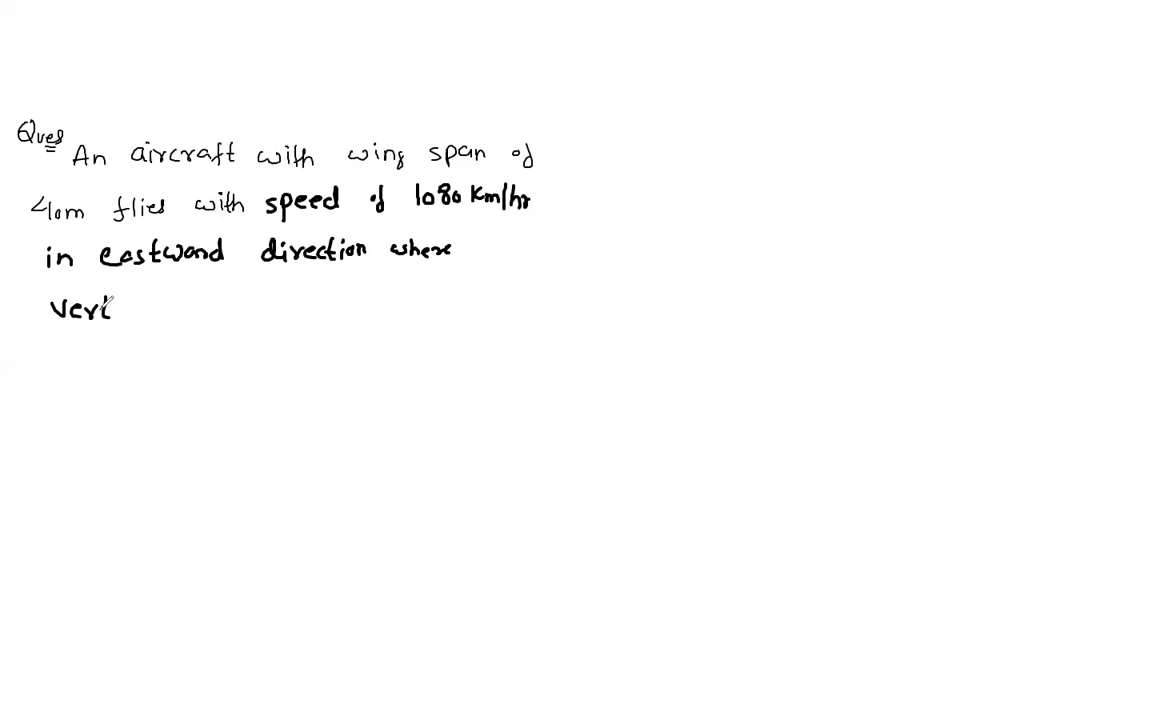 Ques An aircraft with wing span of
40m flies with speed of 1080 Km/hr
in eastward direction where
vert